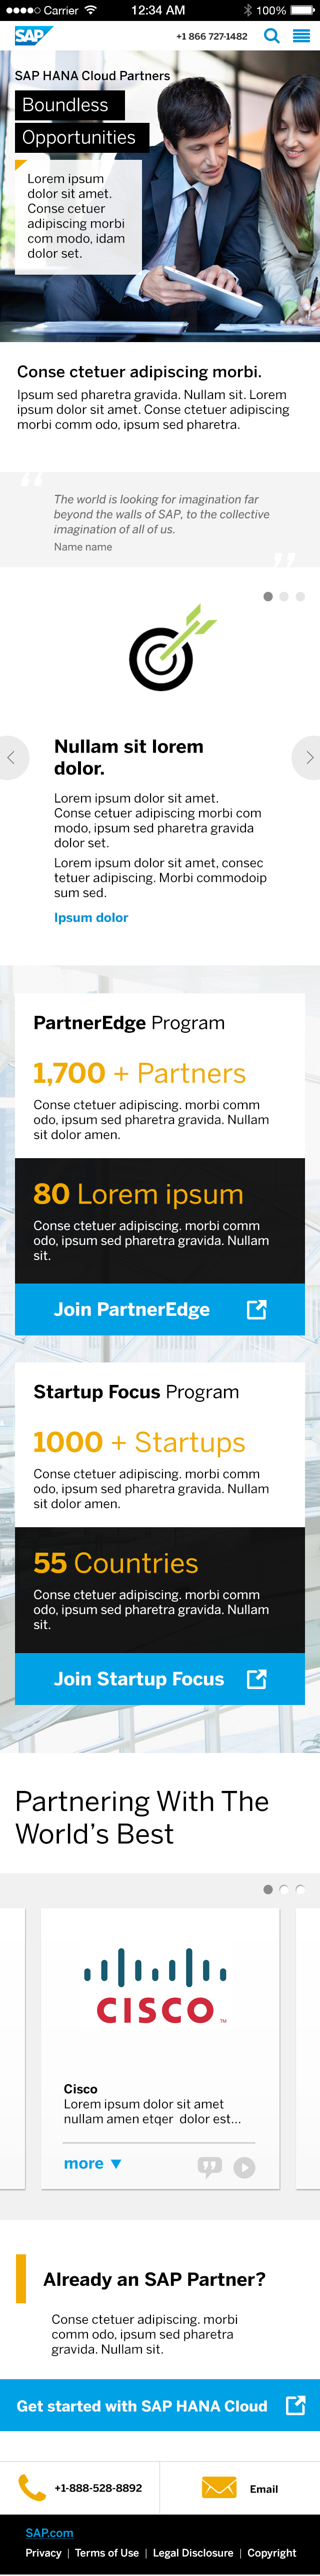 Carrier 12:34 AM 100%
SAP
+1 866 727-1482
SAP HANA Cloud Partners
Boundless
Opportunities
Lorem ipsum
dolor sit amet.
Conse cetuer
adipiscing morbi
com modo, idam
dolor set.
Conse ctetuer adipiscing morbi.
Ipsum sed pharetra gravida. Nullam sit. Lorem
ipsum dolor sit amet. Conse ctetuer adipiscing
morbi comm odo, ipsum sed pharetra.
“
The world is looking for imagination far
beyond the walls of SAP, to the collective
imagination of all of us.
Name name
”
Nullam sit lorem
dolor.
Lorem ipsum dolor sit amet.
Conse cetuer adipiscing morbi com
modo, ipsum sed pharetra gravida
dolor set.
Lorem ipsum dolor sit amet, consec
tetuer adipiscing. Morbi commodoip
sum sed.
Ipsum dolor
PartnerEdge Program
1,700 + Partners
Conse ctetuer adipiscing. morbi comm
odo, ipsum sed pharetra gravida. Nullam
sit dolor amen.
80 Lorem ipsum
Conse ctetuer adipiscing. morbi comm
odo, ipsum sed pharetra gravida. Nullam
sit.
Join PartnerEdge
Startup Focus Program
1000 + Startups
Conse ctetuer adipiscing. morbi comm
odo, ipsum sed pharetra gravida. Nullam
sit dolor amen.
55 Countries
Conse ctetuer adipiscing. morbi comm
odo, ipsum sed pharetra gravida. Nullam
sit.
Join Startup Focus
Partnering With The
World’s Best
CISCO™
Cisco
Lorem ipsum dolor sit amet
nullam amen etqer dolor est...
more ▼
Already an SAP Partner?
Conse ctetuer adipiscing. morbi
comm odo, ipsum sed pharetra
gravida. Nullam sit.
Get started with SAP HANA Cloud
+1-888-528-8892
Email
SAP.com
Privacy | Terms of Use | Legal Disclosure | Copyright